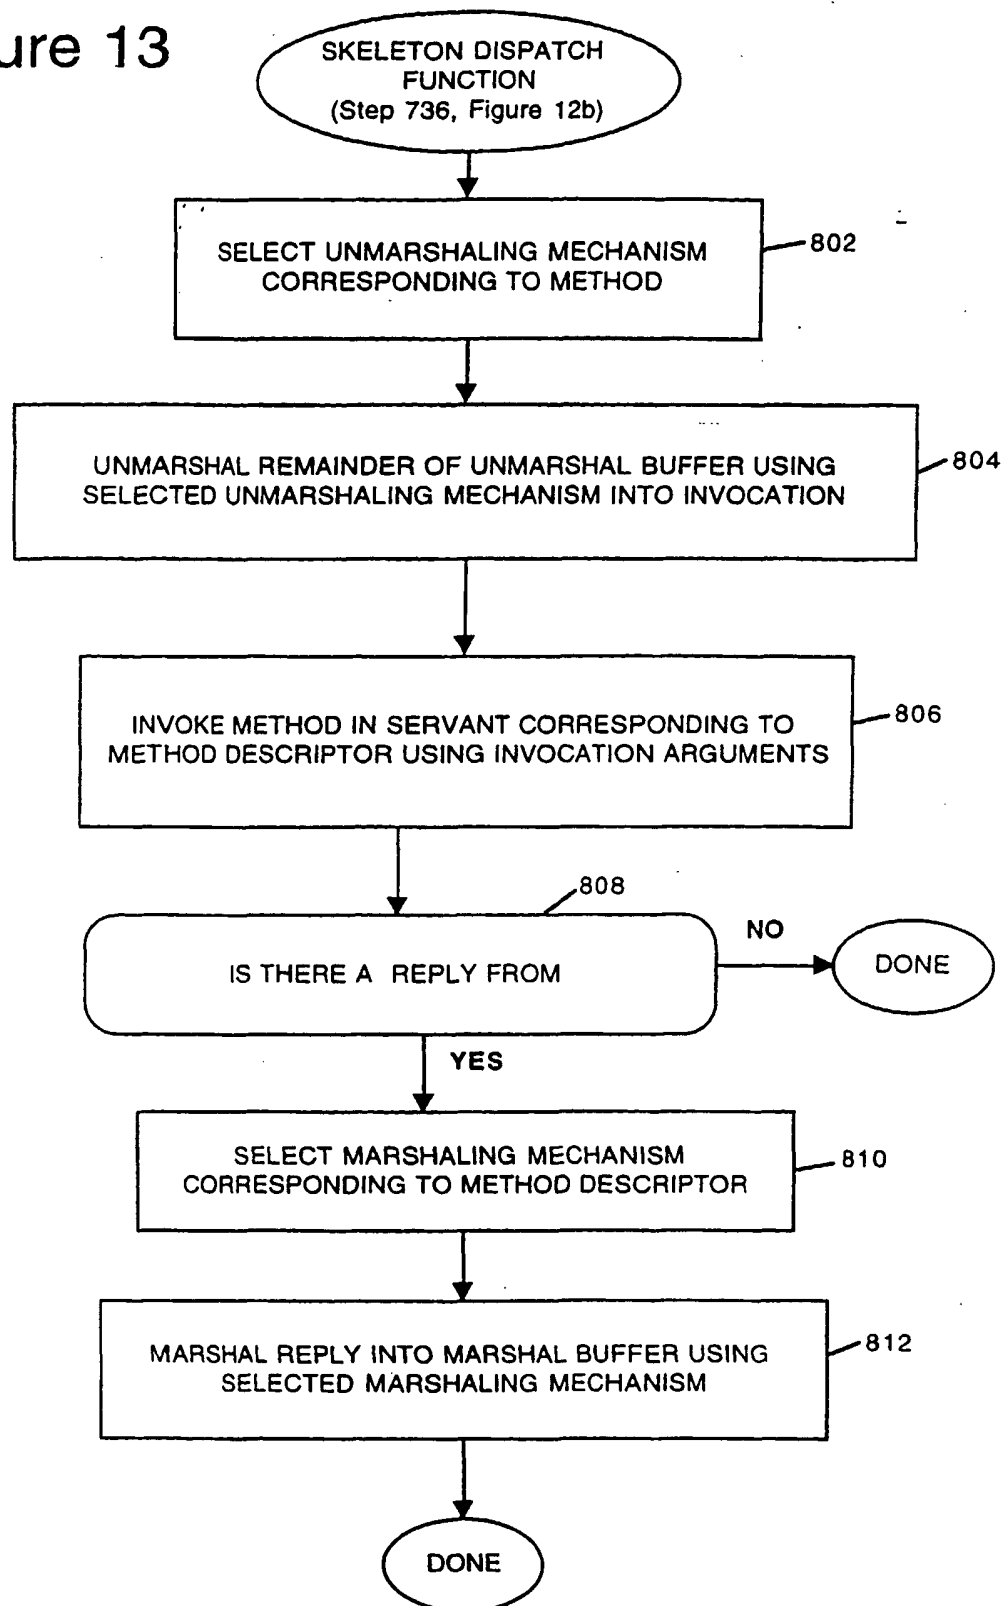 ure 13
SKELETON DISPATCH
FUNCTION
(Step 736, Figure 12b)
SELECT UNMARSHALING MECHANISM
CORRESPONDING TO METHOD
802
UNMARSHAL REMAINDER OF UNMARSHAL BUFFER USING
SELECTED UNMARSHALING MECHANISM INTO INVOCATION
804
INVOKE METHOD IN SERVANT CORRESPONDING TO
METHOD DESCRIPTOR USING INVOCATION ARGUMENTS
806
808
IS THERE A REPLY FROM
NO
DONE
YES
SELECT MARSHALING MECHANISM
CORRESPONDING TO METHOD DESCRIPTOR
810
MARSHAL REPLY INTO MARSHAL BUFFER USING
SELECTED MARSHALING MECHANISM
812
DONE